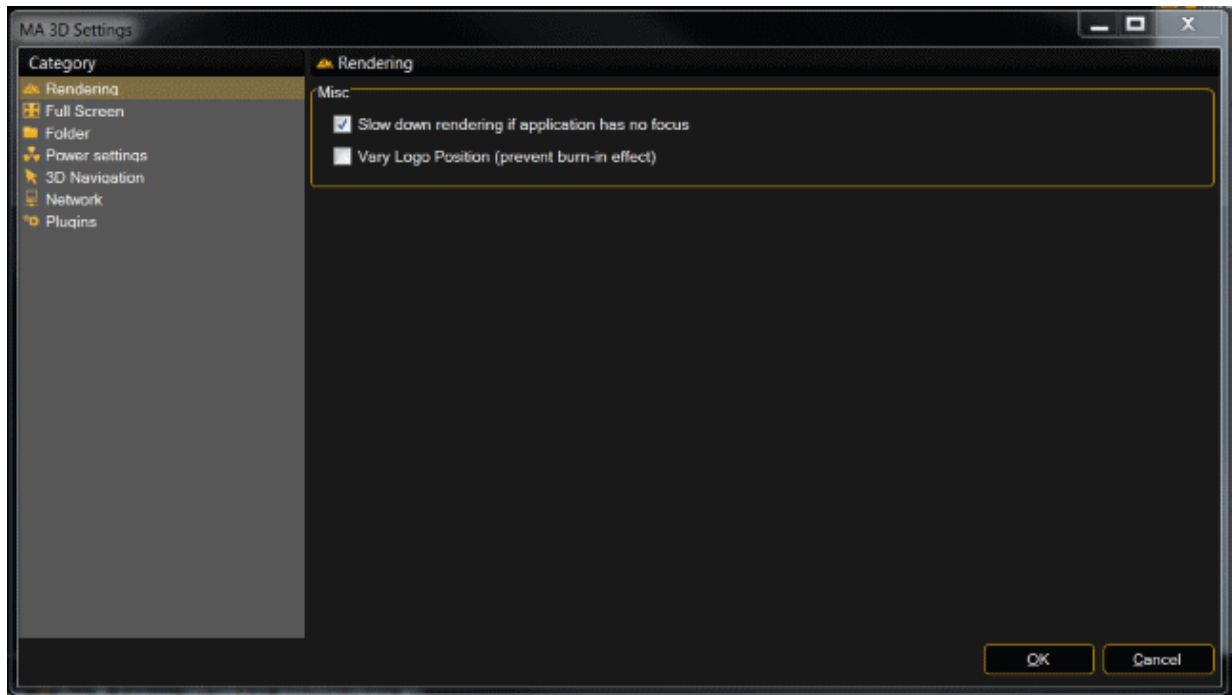 MA 3D Settings
Category
Rendering
Rendering
Full Screen
Folder
Power settings
3D Navigation
Network
Plugins
Misc
Slow down rendering if application has no focus
Vary Logo Position (prevent burn-in effect)
OK
Cancel